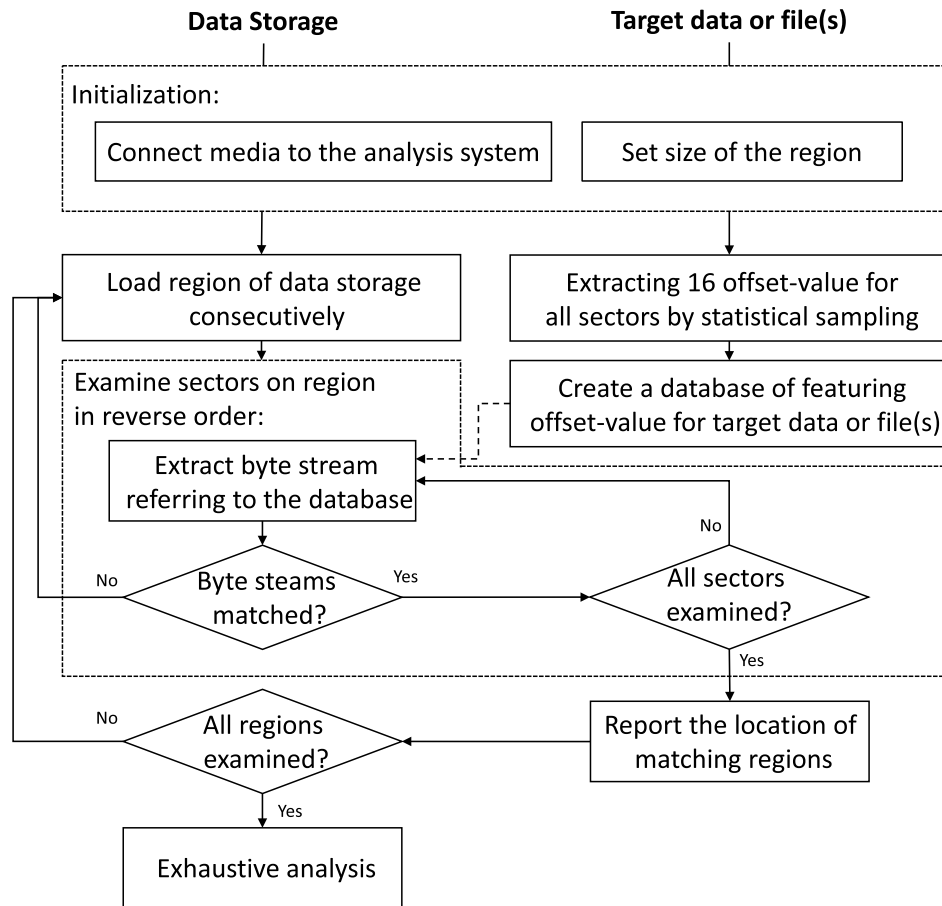 Data Storage
Target data or file(s)
Initialization:
Connect media to the analysis system
Set size of the region
Load region of data storage
consecutively
Extracting 16 offset-value for
all sectors by statistical sampling
Examine sectors on region
in reverse order:
Create a database of featuring
offset-value for target data or file(s)
Extract byte stream
referring to the database
No
Byte steams
matched?
Yes
No
All sectors
examined?
Yes
No
All regions
examined?
Report the location of
matching regions
Yes
Exhaustive analysis